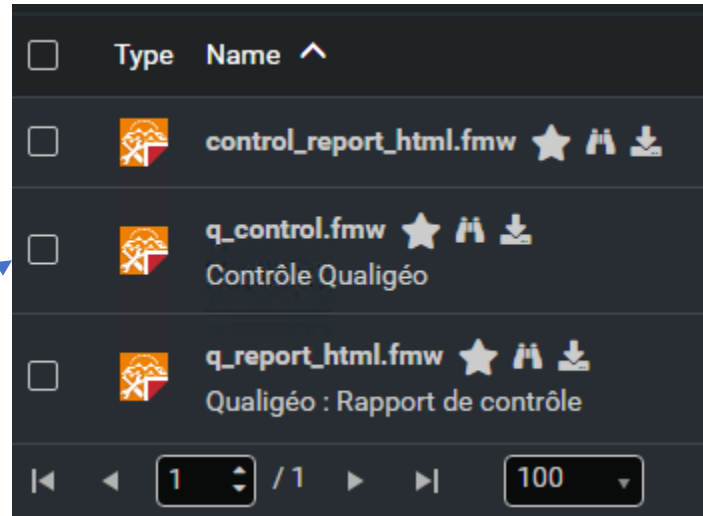 Type Name
control_report_html.fmw
q_control.fmw
Contrôle Qualigéo
q_report_html.fmw
Qualigéo : Rapport de contrôle
1 / 1 100